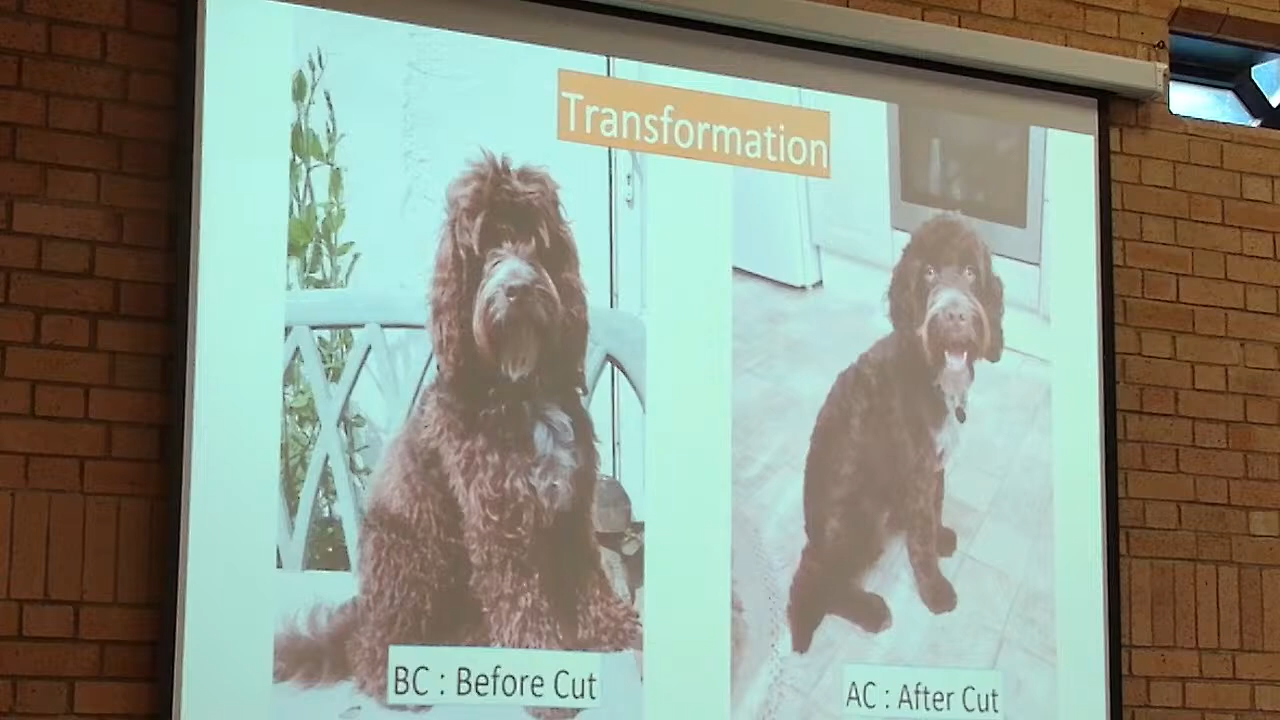 Transformation
BC : Before Cut
AC : After Cut